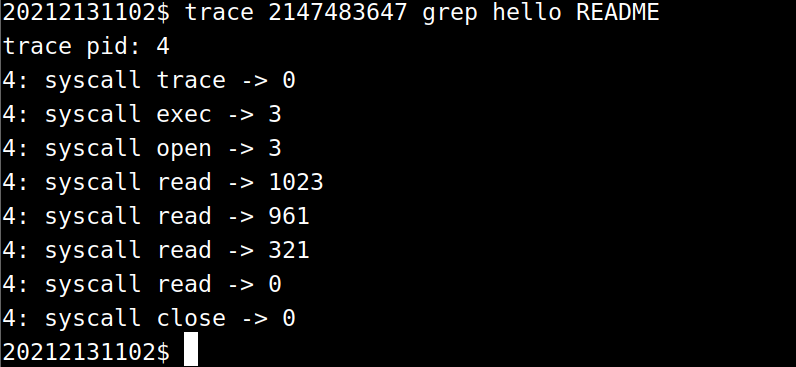 20212131102$ trace 2147483647 grep hello README
trace pid: 4
4: syscall trace -> 0
4: syscall exec -> 3
4: syscall open -> 3
4: syscall read -> 1023
4: syscall read -> 961
4: syscall read -> 321
4: syscall read -> 0
4: syscall close -> 0
20212131102$